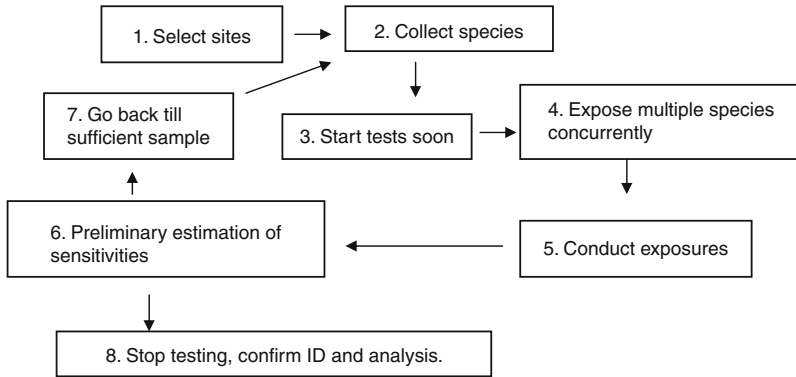 1. Select sites
2. Collect species
3. Start tests soon
4. Expose multiple species
concurrently
5. Conduct exposures
6. Preliminary estimation of
sensitivities
7. Go back till
sufficient sample
8. Stop testing, confirm ID and analysis.